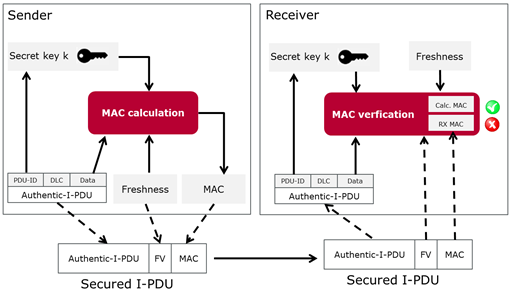 Sender
Secret key k
MAC calculation
PDU-ID DLC Data
Authentic-I-PDU
Freshness
MAC
Receiver
Secret key k
Freshness
MAC verfication
Calc. MAC
RX MAC
PDU-ID DLC Data
Authentic-I-PDU
Authentic-I-PDU FV MAC
Secured I-PDU
Authentic-I-PDU FV MAC
Secured I-PDU